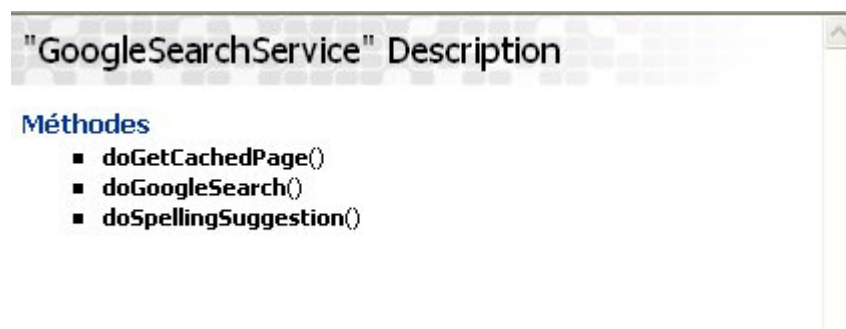 "GoogleSearchService" Description
Méthodes
doGetCachedPage()
doGoogleSearch()
doSpellingSuggestion()